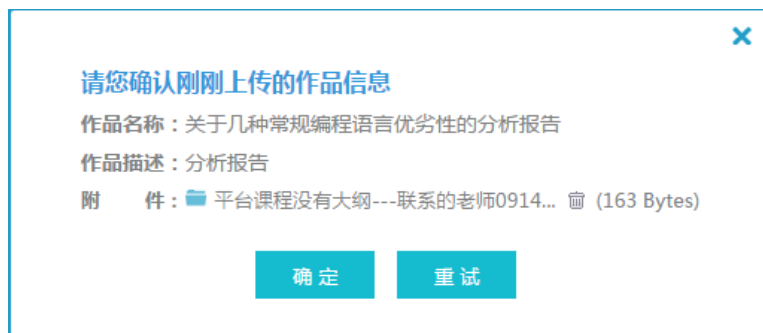 请您确认刚刚上传的作品信息
作品名称：关于几种常规编程语言优劣性的分析报告
作品描述：分析报告
附 件：平台课程没有大纲---联系的老师0914... (163 Bytes)
确定 重试